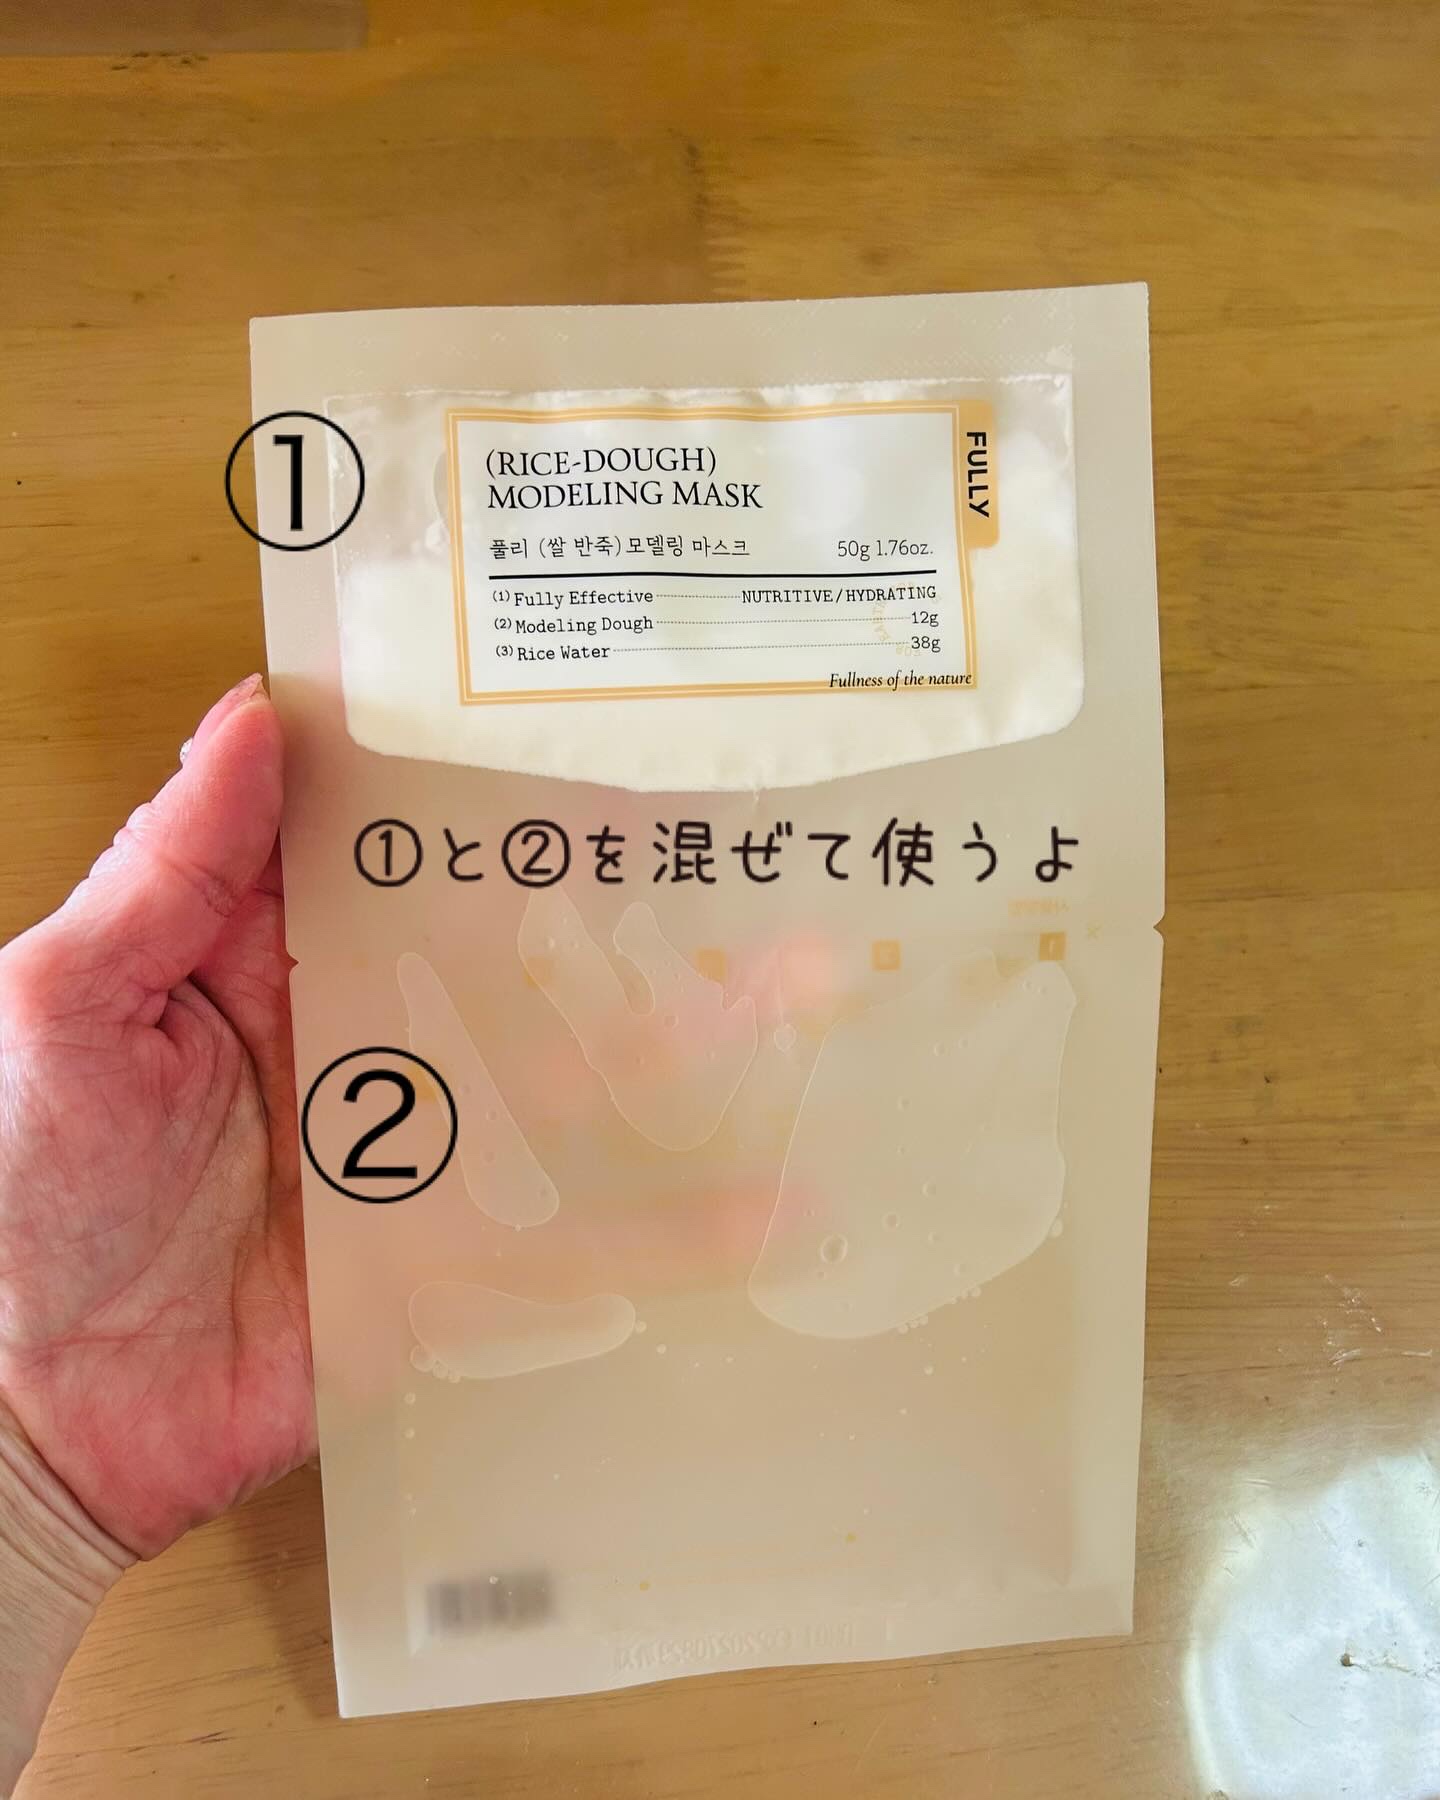 ①
(RICE-DOUGH)
MODELING MASK
FULLY
풀리 (쌀 반죽) 모델링 마스크 50g 1.76oz.
(1) Fully Effective NUTRITIVE/HYDRATING
(2) Modeling Dough 12g
(3) Rice Water 38g
Fullness of the nature
①と②を混ぜて使うよ
②